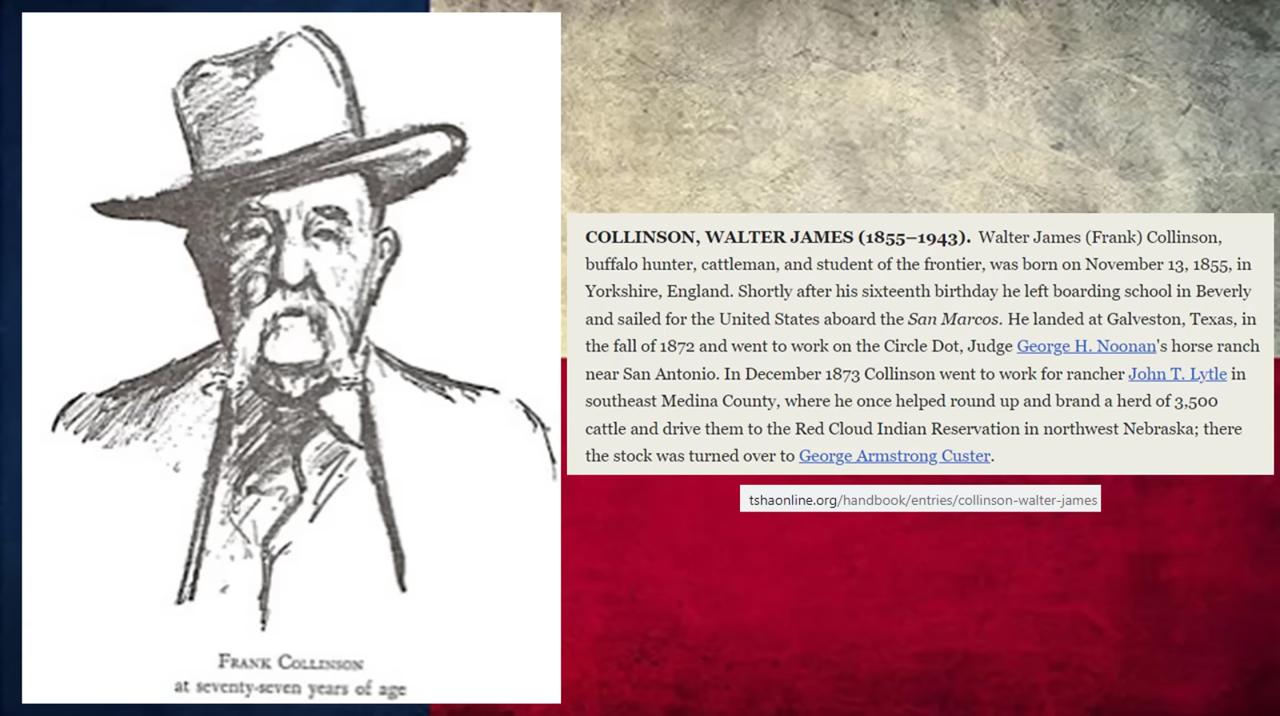 FRANK COLLINSON
at seventy-seven years of age
COLLINSON, WALTER JAMES (1855–1943). Walter James (Frank) Collinson,
buffalo hunter, cattleman, and student of the frontier, was born on November 13, 1855, in
Yorkshire, England. Shortly after his sixteenth birthday he left boarding school in Beverly
and sailed for the United States aboard the San Marcos. He landed at Galveston, Texas, in
the fall of 1872 and went to work on the Circle Dot, Judge George H. Noonan's horse ranch
near San Antonio. In December 1873 Collinson went to work for rancher John T. Lytle in
southeast Medina County, where he once helped round up and brand a herd of 3,500
cattle and drive them to the Red Cloud Indian Reservation in northwest Nebraska; there
the stock was turned over to George Armstrong Custer.
tshaonline.org/handbook/entries/collinson-walter-james